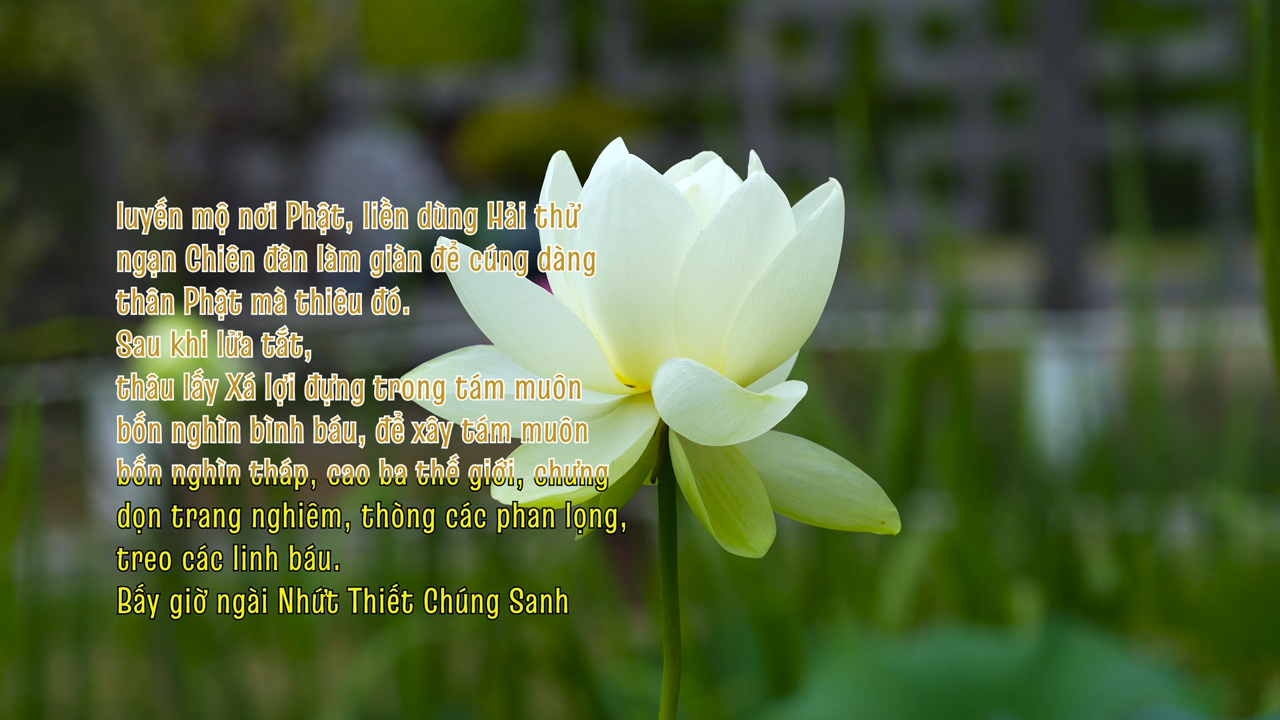 luyến mộ nơi Phật, liền dùng Hải thử
ngạn Chiên đàn làm giàn để cúng dàng
thân Phật mà thiêu đó.
Sau khi lửa tắt,
thâu lấy Xá lợi đựng trong tám muôn
bốn nghìn bình báu, để xây tám muôn
bốn nghìn tháp, cao ba thế giới, chưng
dọn trang nghiêm, thòng các phan lọng,
treo các linh báu.
Bấy giờ ngài Nhứt Thiết Chúng Sanh